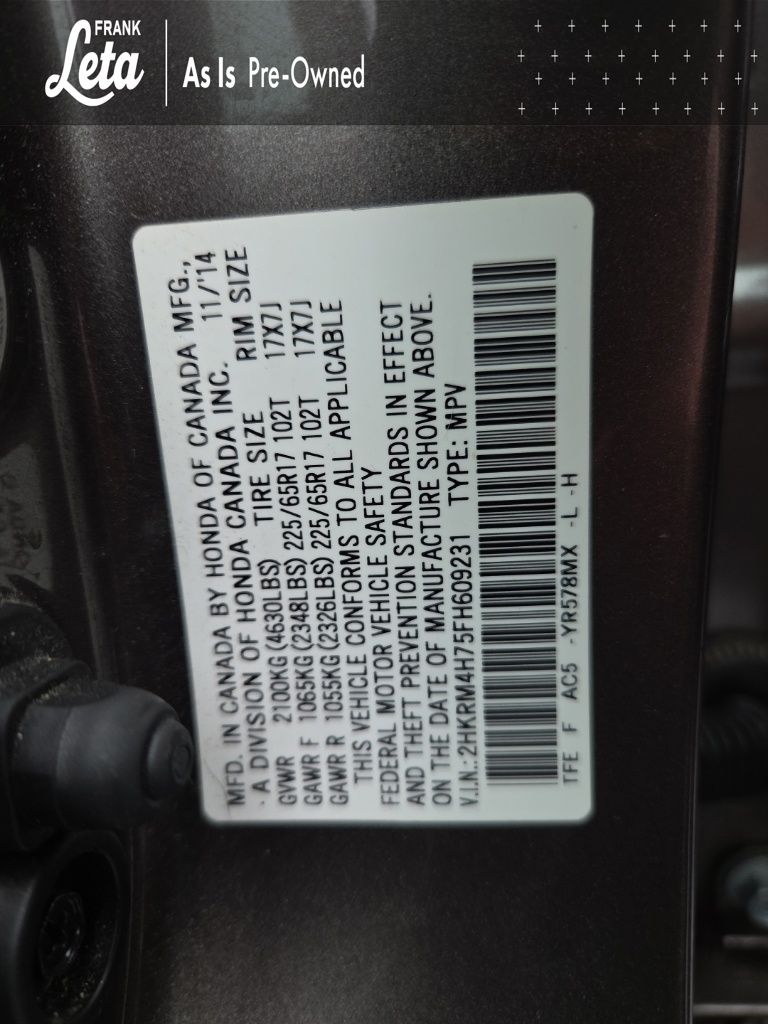 FRANK
Leta
As Is Pre-Owned
MFD. IN CANADA BY HONDA OF CANADA MFG.,
A DIVISION OF HONDA CANADA INC. 11/'14
GVWR 2100KG(4630LBS) TIRE SIZE RIM SIZE
GAWR F 1065KG(2348LBS) 225/65R17 102T 17X7J
GAWR R 1055KG(2326LBS) 225/65R17 102T 17X7J
THIS VEHICLE CONFORMS TO ALL APPLICABLE
FEDERAL MOTOR VEHICLE SAFETY
AND THEFT PREVENTION STANDARDS IN EFFECT
ON THE DATE OF MANUFACTURE SHOWN ABOVE.
V.I.N.:2HKRM4H75FH609231 TYPE: MPV
TFE F AC5 -YR578MX -L -H